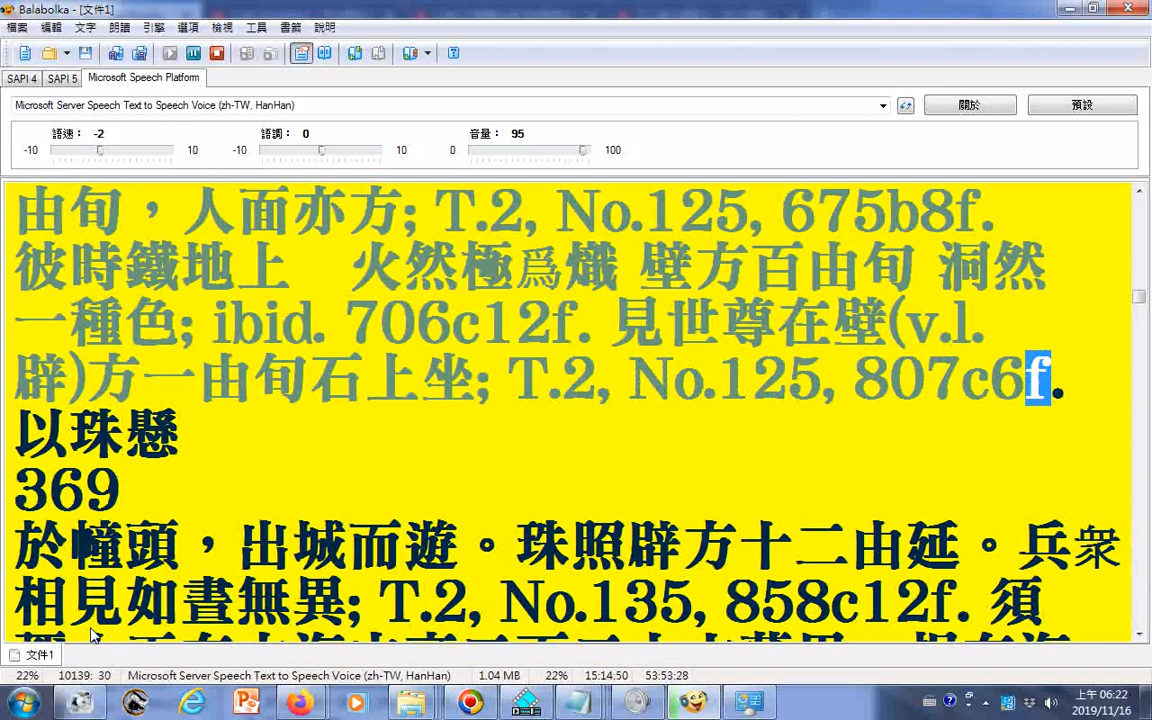 Balabolka - [文件1]
檔案 編輯 文字 朗讀 引擎 選項 檢視 工具 書籤 說明
SAPI 4 SAPI 5 Microsoft Speech Platform
Microsoft Server Speech Text to Speech Voice (zh-TW, HanHan) 關於 預設
語速： -2 語調： 0 音量： 95
-10 10 -10 10 0 100
由旬，人面亦方; T.2, No.125, 675b8f.
彼時鐵地上　火然極爲熾 壁方百由旬 洞然
一種色; ibid. 706c12f. 見世尊在壁(v.l.
辟)方一由旬石上坐; T.2, No.125, 807c6f.
以珠懸
369
於幢頭，出城而遊。珠照辟方十二由延。兵衆
相見如晝無異; T.2, No.135, 858c12f. 須
文件1
22% 10139: 30 Microsoft Server Speech Text to Speech Voice (zh-TW, HanHan) 1.04 MB 22% 15:14:50 53:53:28
上午 06:22
2019/11/16